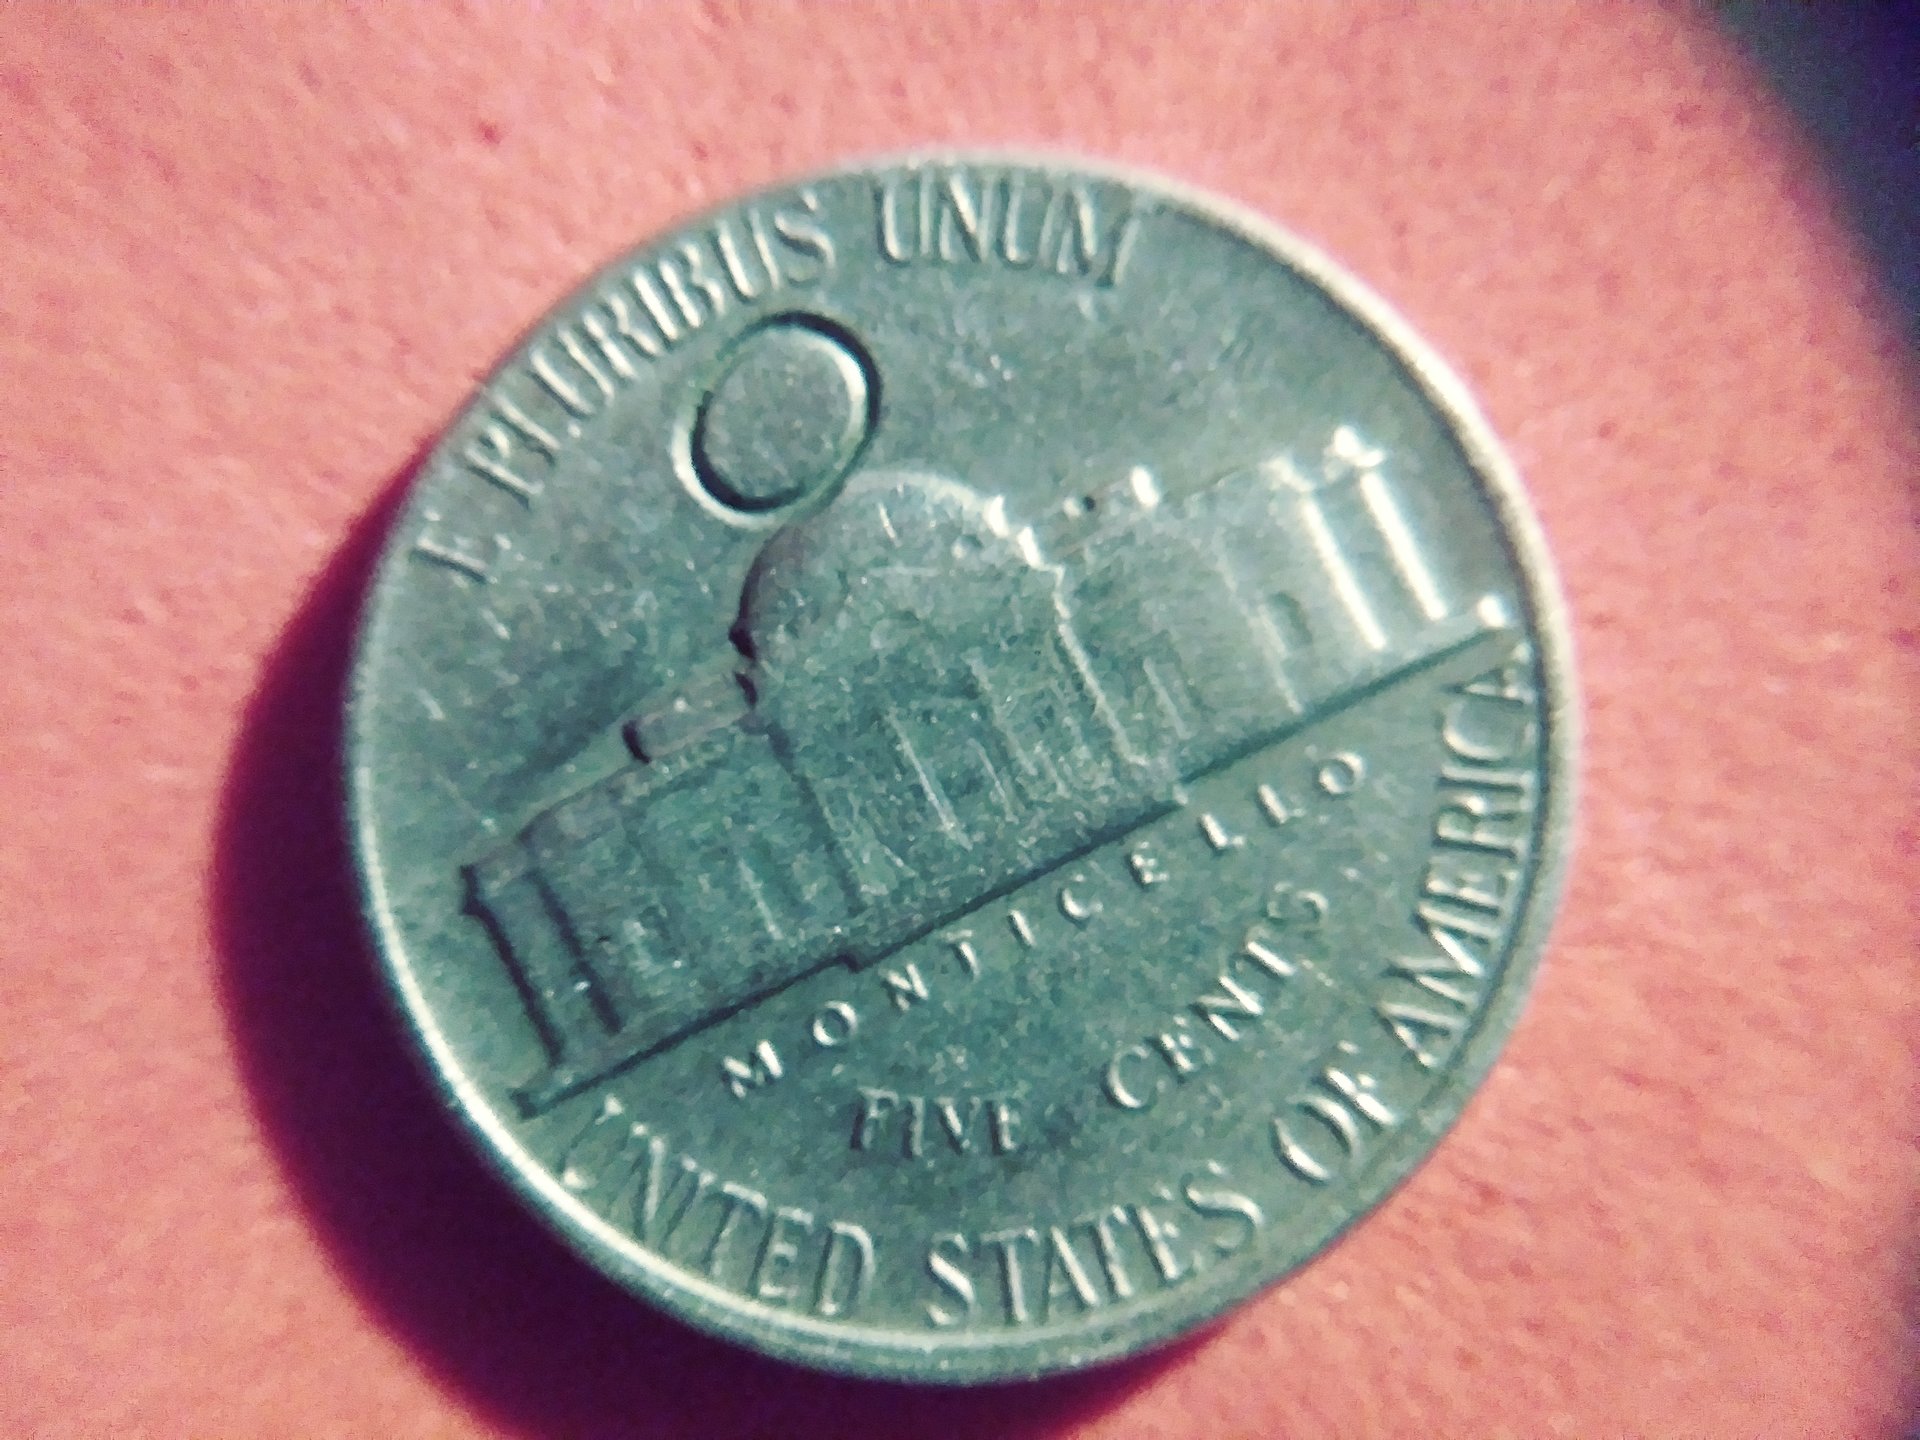 E PLURIBUS UNUM
MONTICELLO
FIVE CENTS
UNITED STATES OF AMERICA